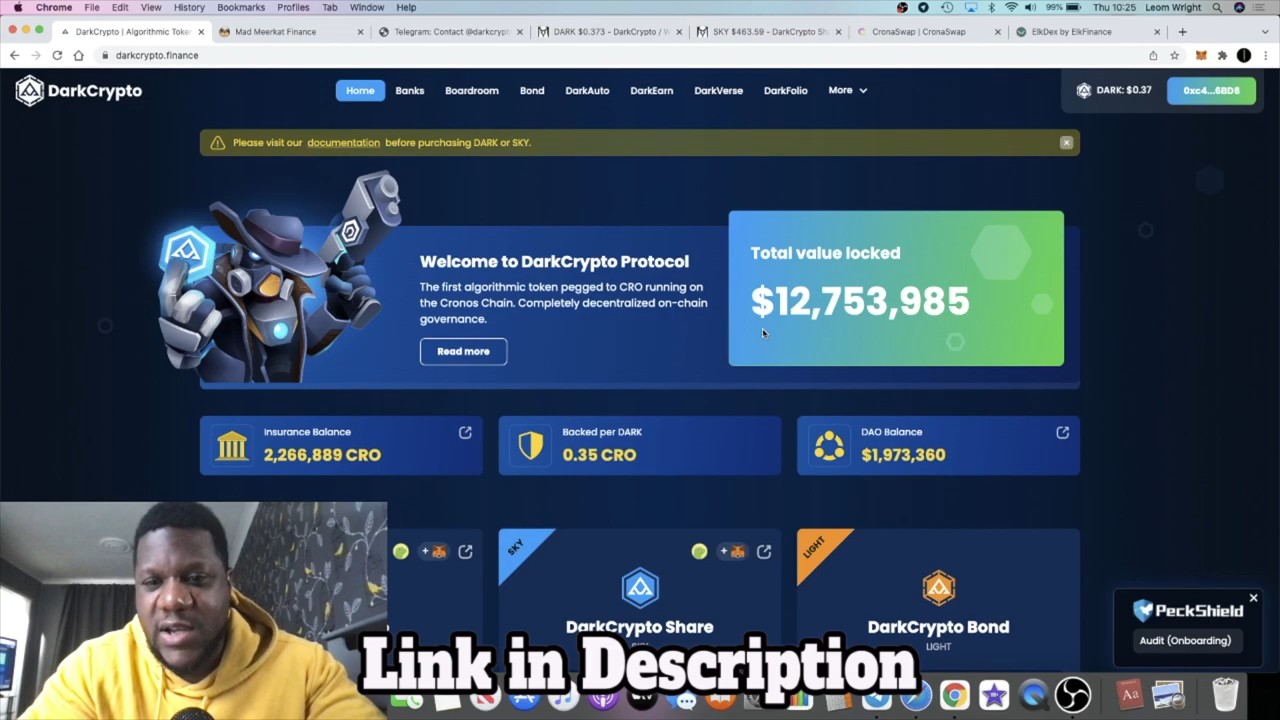 Chrome File Edit View History Bookmarks Profiles Tab Window Help 99% Thu 10:25 Leom Wright
DarkCrypto | Algorithmic Token Mad Meerkat Finance Telegram: Contact @darkcrypt DARK $0.373 - DarkCrypto / W SKY $463.59 - DarkCrypto Sh CronaSwap | CronaSwap ElkDex by ElkFinance
darkcrypto.finance
DarkCrypto Home Banks Boardroom Bond DarkAuto DarkEarn DarkVerse DarkFolio More DARK: $0.37 0xc4...6BD6
Please visit our documentation before purchasing DARK or SKY.
Welcome to DarkCrypto Protocol
The first algorithmic token pegged to CRO running on
the Cronos Chain. Completely decentralized on-chain
governance.
Read more
Total value locked
$12,753,985
Insurance Balance
2,266,889 CRO
Backed per DARK
0.35 CRO
DAO Balance
$1,973,360
SKY
DarkCrypto Share
SKY
LIGHT
DarkCrypto Bond
LIGHT
PeckShield
Audit (Onboarding)
Link in Description